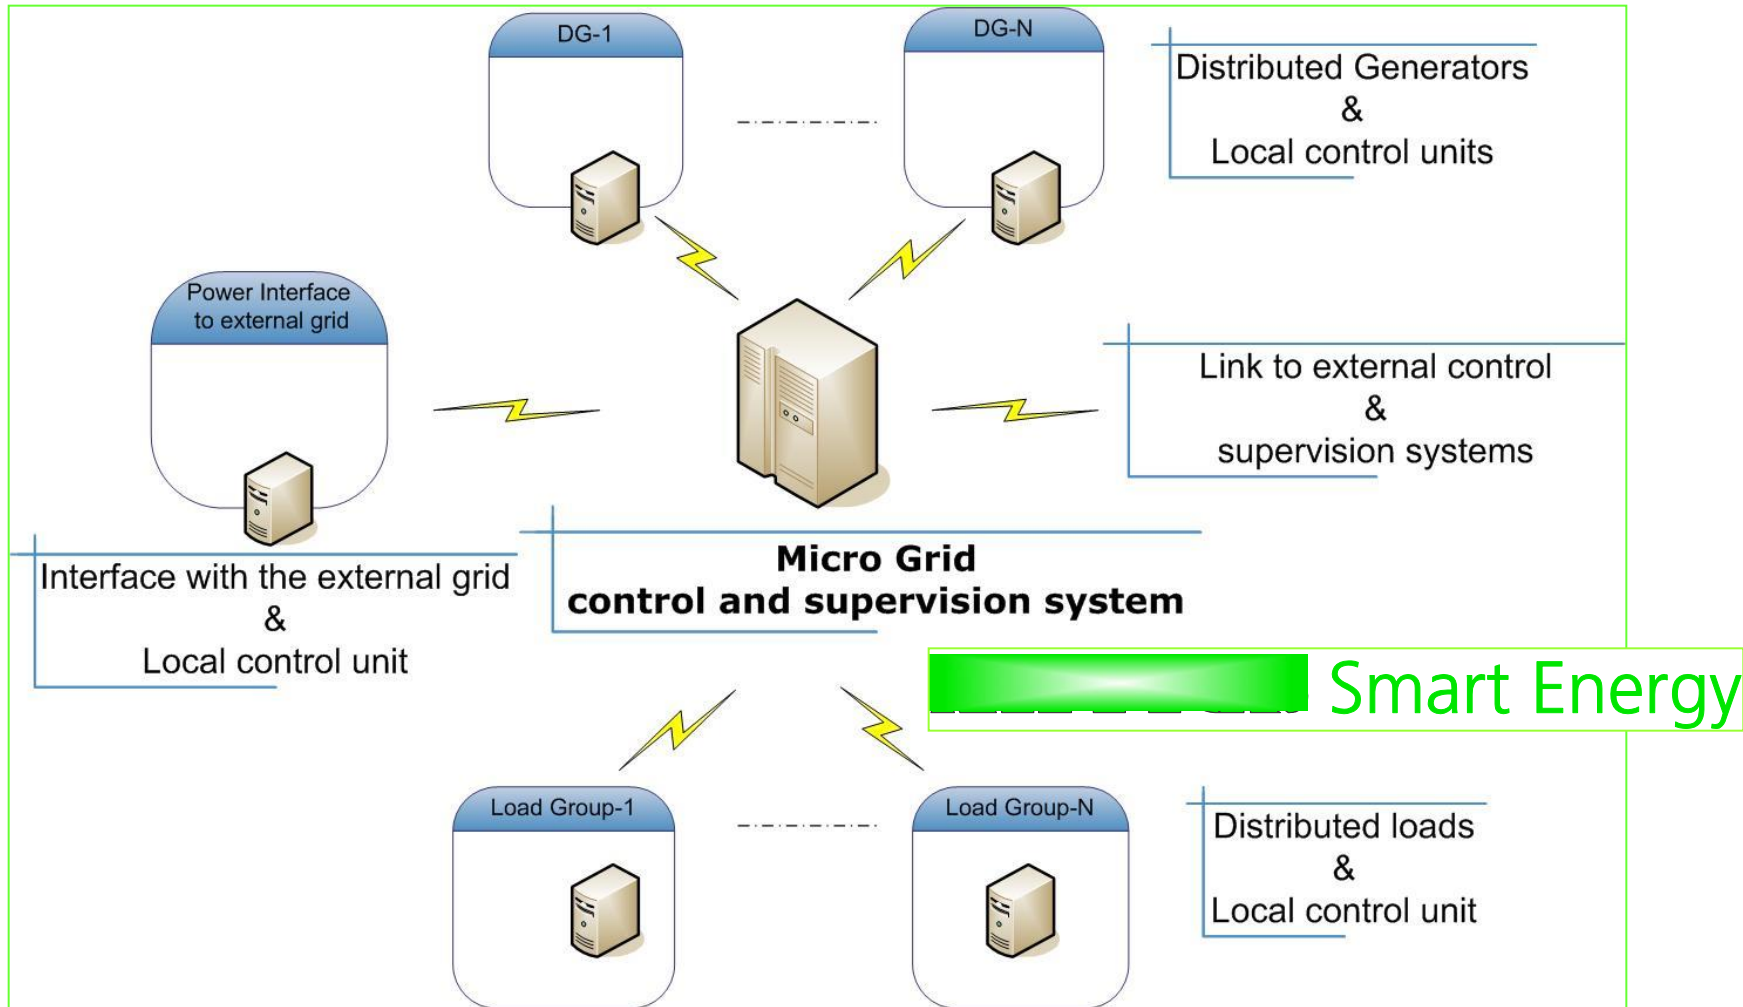 DG-1
DG-N
Distributed Generators
&
Local control units
Power Interface
to external grid
Link to external control
&
supervision systems
Interface with the external grid
&
Local control unit
Micro Grid
control and supervision system
Smart Energy
Load Group-1
Load Group-N
Distributed loads
&
Local control unit